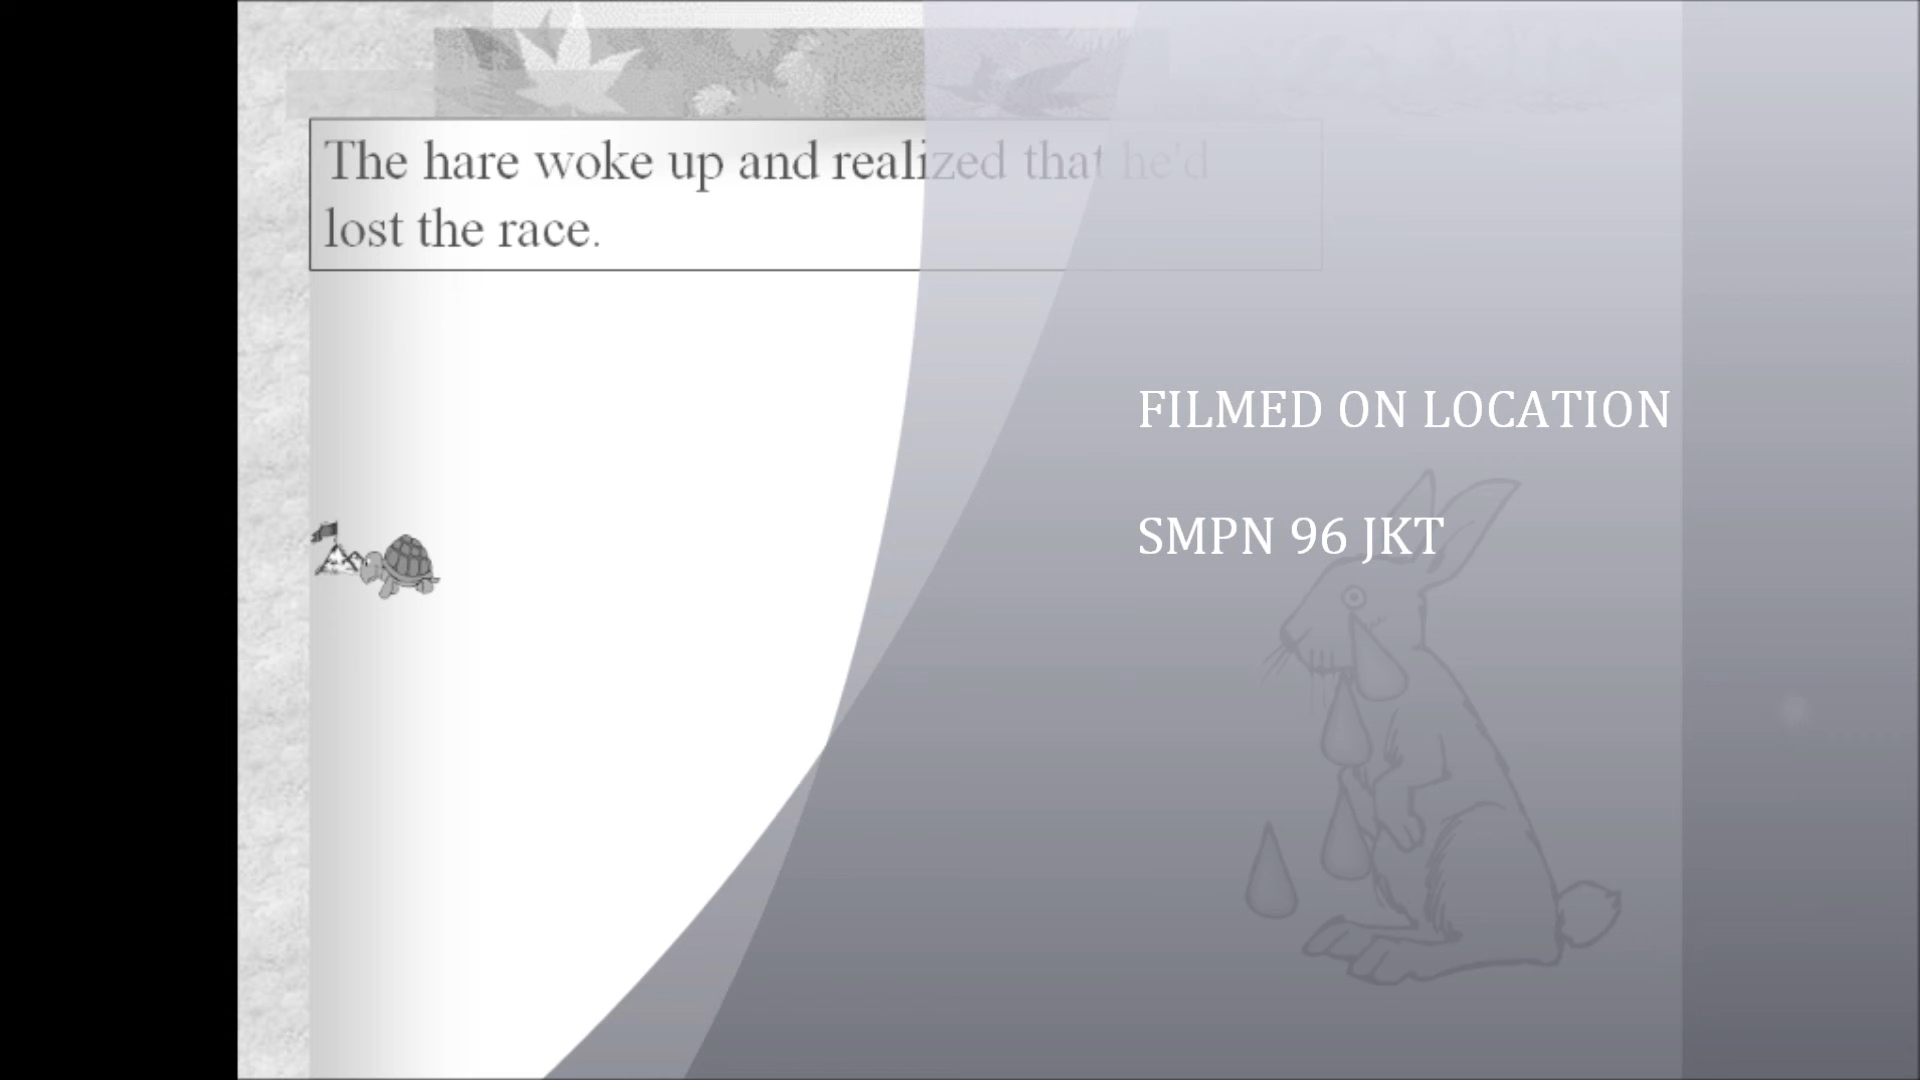 The hare woke up and realized that he'd
lost the race.
FILMED ON LOCATION
SMPN 96 JKT